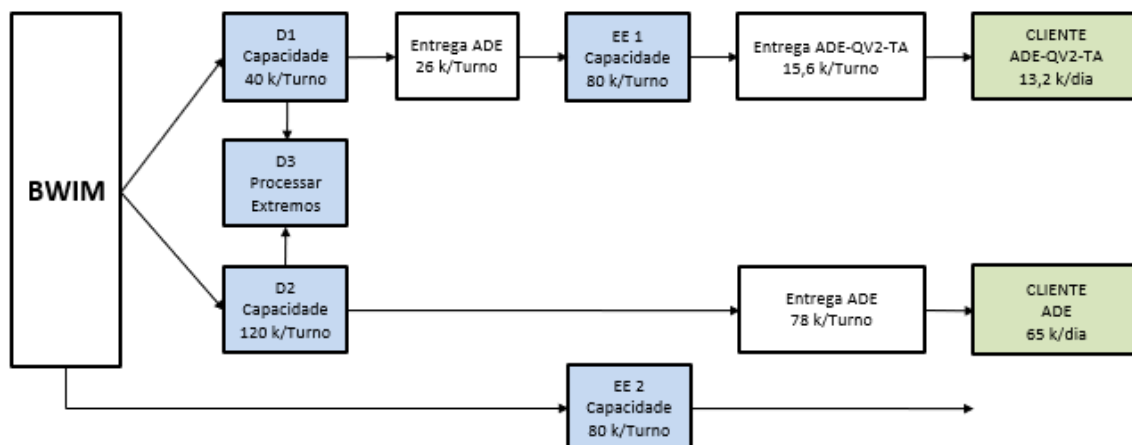 BWIM
D1
Capacidade
40 k/Turno
Entrega ADE
26 k/Turno
EE 1
Capacidade
80 k/Turno
Entrega ADE-QV2-TA
15,6 k/Turno
CLIENTE
ADE-QV2-TA
13,2 k/dia
D3
Processar
Extremos
D2
Capacidade
120 k/Turno
Entrega ADE
78 k/Turno
CLIENTE
ADE
65 k/dia
EE 2
Capacidade
80 k/Turno